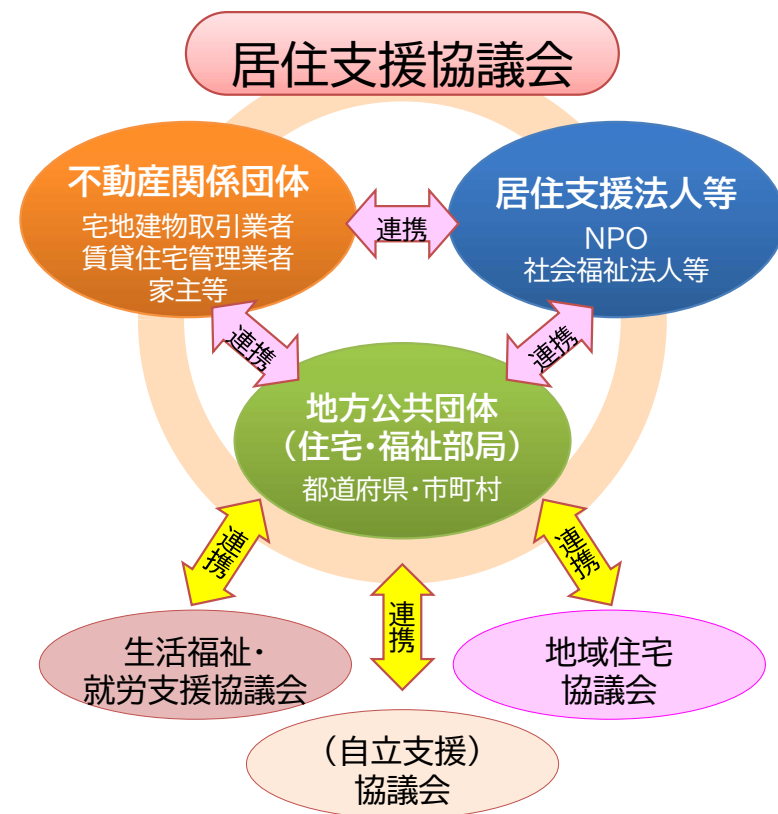 居住支援協議会
不動産関係団体
宅地建物取引業者
賃貸住宅管理業者
家主等
連携
居住支援法人等
NPO
社会福祉法人等
連携
連携
地方公共団体
（住宅・福祉部局）
都道府県・市町村
連携
連携
連携
生活福祉・
就労支援協議会
（自立支援）
協議会
地域住宅
協議会